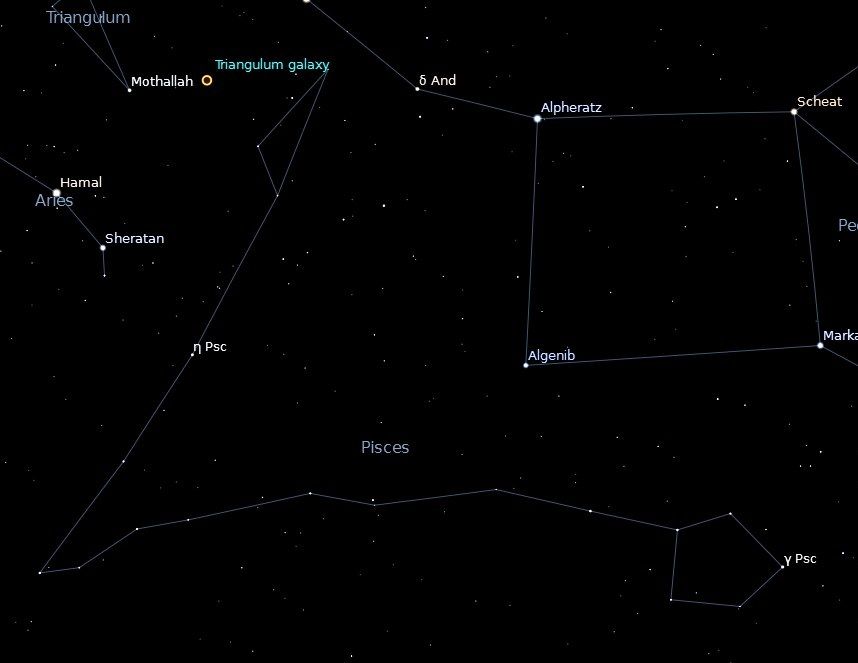 Triangulum
Triangulum galaxy
Mothallah
δ And
Alpheratz
Scheat
Hamal
Aries
Sheratan
Pe
Marka
η Psc
Algenib
Pisces
γ Psc